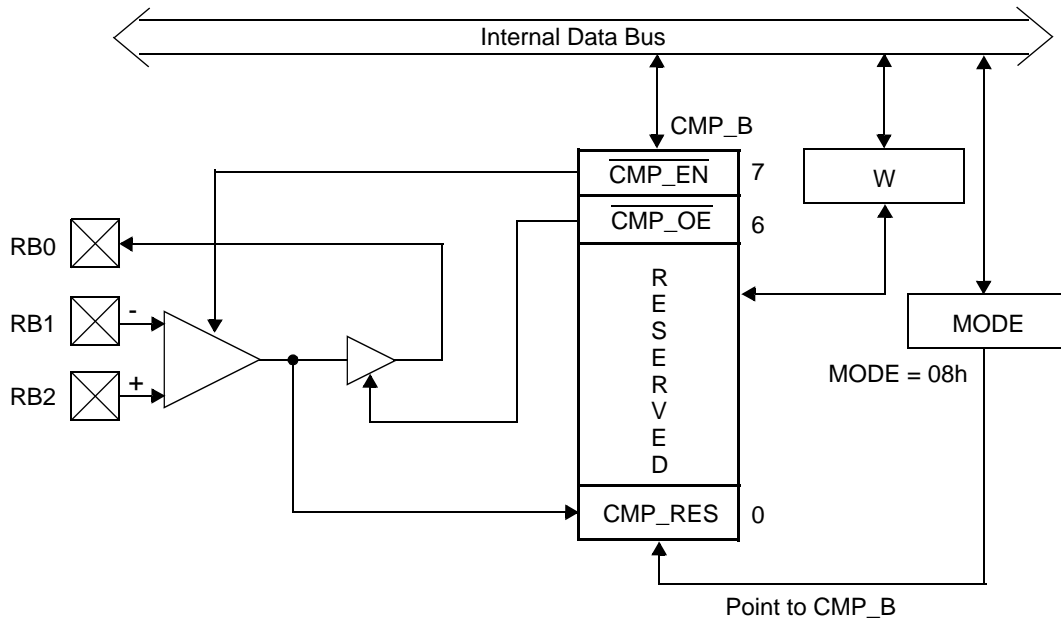 Internal Data Bus
CMP_B
CMP_EN
7
W
CMP_OE
6
RB0
RB1
-
RB2
+
R
E
S
E
R
V
E
D
MODE
MODE = 08h
CMP_RES
0
Point to CMP_B